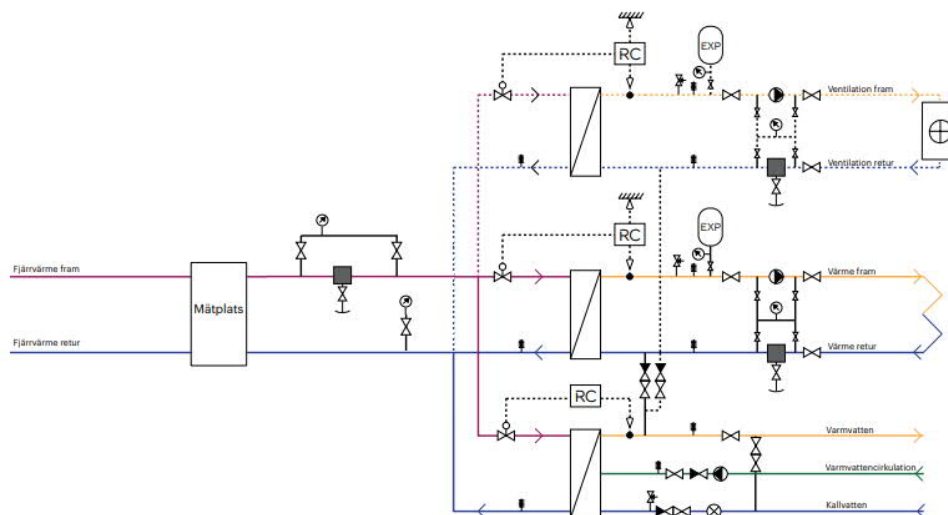 RC
EXP
Ventilation fram
Ventilation retur
RC
EXP
Fjärrvärme fram
Värme fram
Mätplats
Fjärrvärme retur
Värme retur
RC
Varmvatten
Varmvattencirkulation
Kallvatten